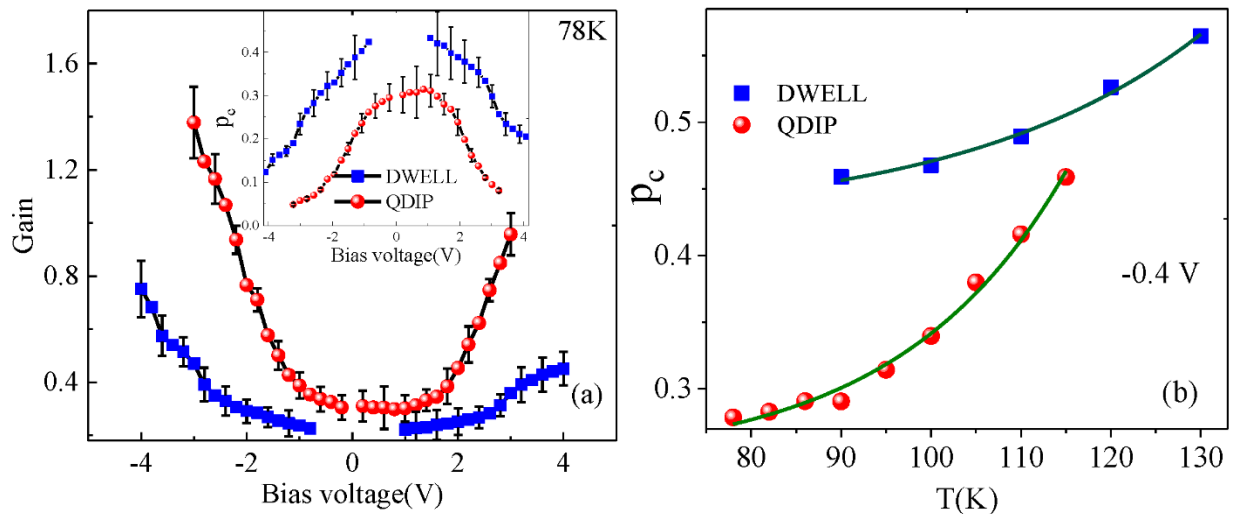 78K
1.6
1.2
0.8
0.4
Gain
-4 -2 0 2 4
Bias voltage(V)
(a)
0.4
0.3
0.2
0.1
0.0
p_c
-4 -2 0 2 4
Bias voltage(V)
DWELL
QDIP
0.5
0.4
0.3
p_c
DWELL
QDIP
-0.4 V
(b)
80 90 100 110 120 130
T(K)